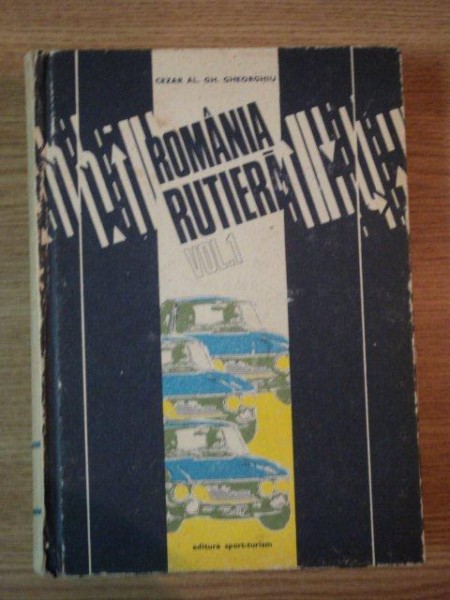 CEZAR AL. GH. GHEORGHIU
ROMÂNIA
RUTIERĂ
VOL.1
editura sport-turism